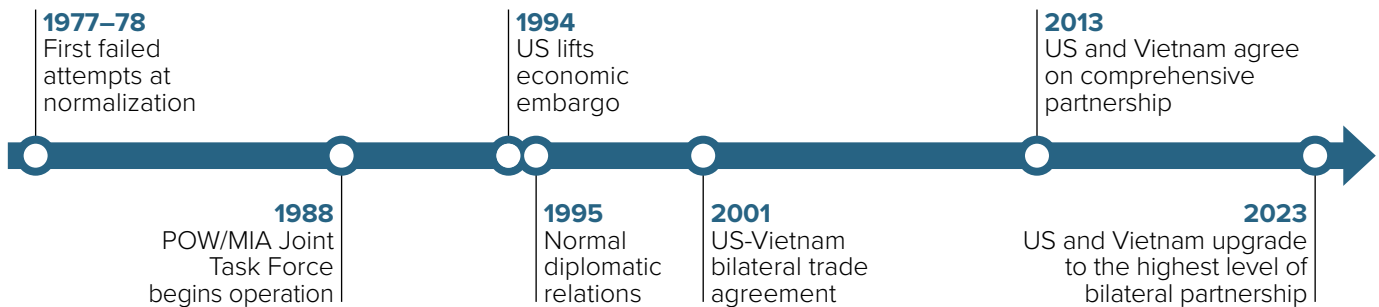 1977–78
First failed
attempts at
normalization
1994
US lifts
economic
embargo
2013
US and Vietnam agree
on comprehensive
partnership
1988
POW/MIA Joint
Task Force
begins operation
1995
Normal
diplomatic
relations
2001
US-Vietnam
bilateral trade
agreement
2023
US and Vietnam upgrade
to the highest level of
bilateral partnership